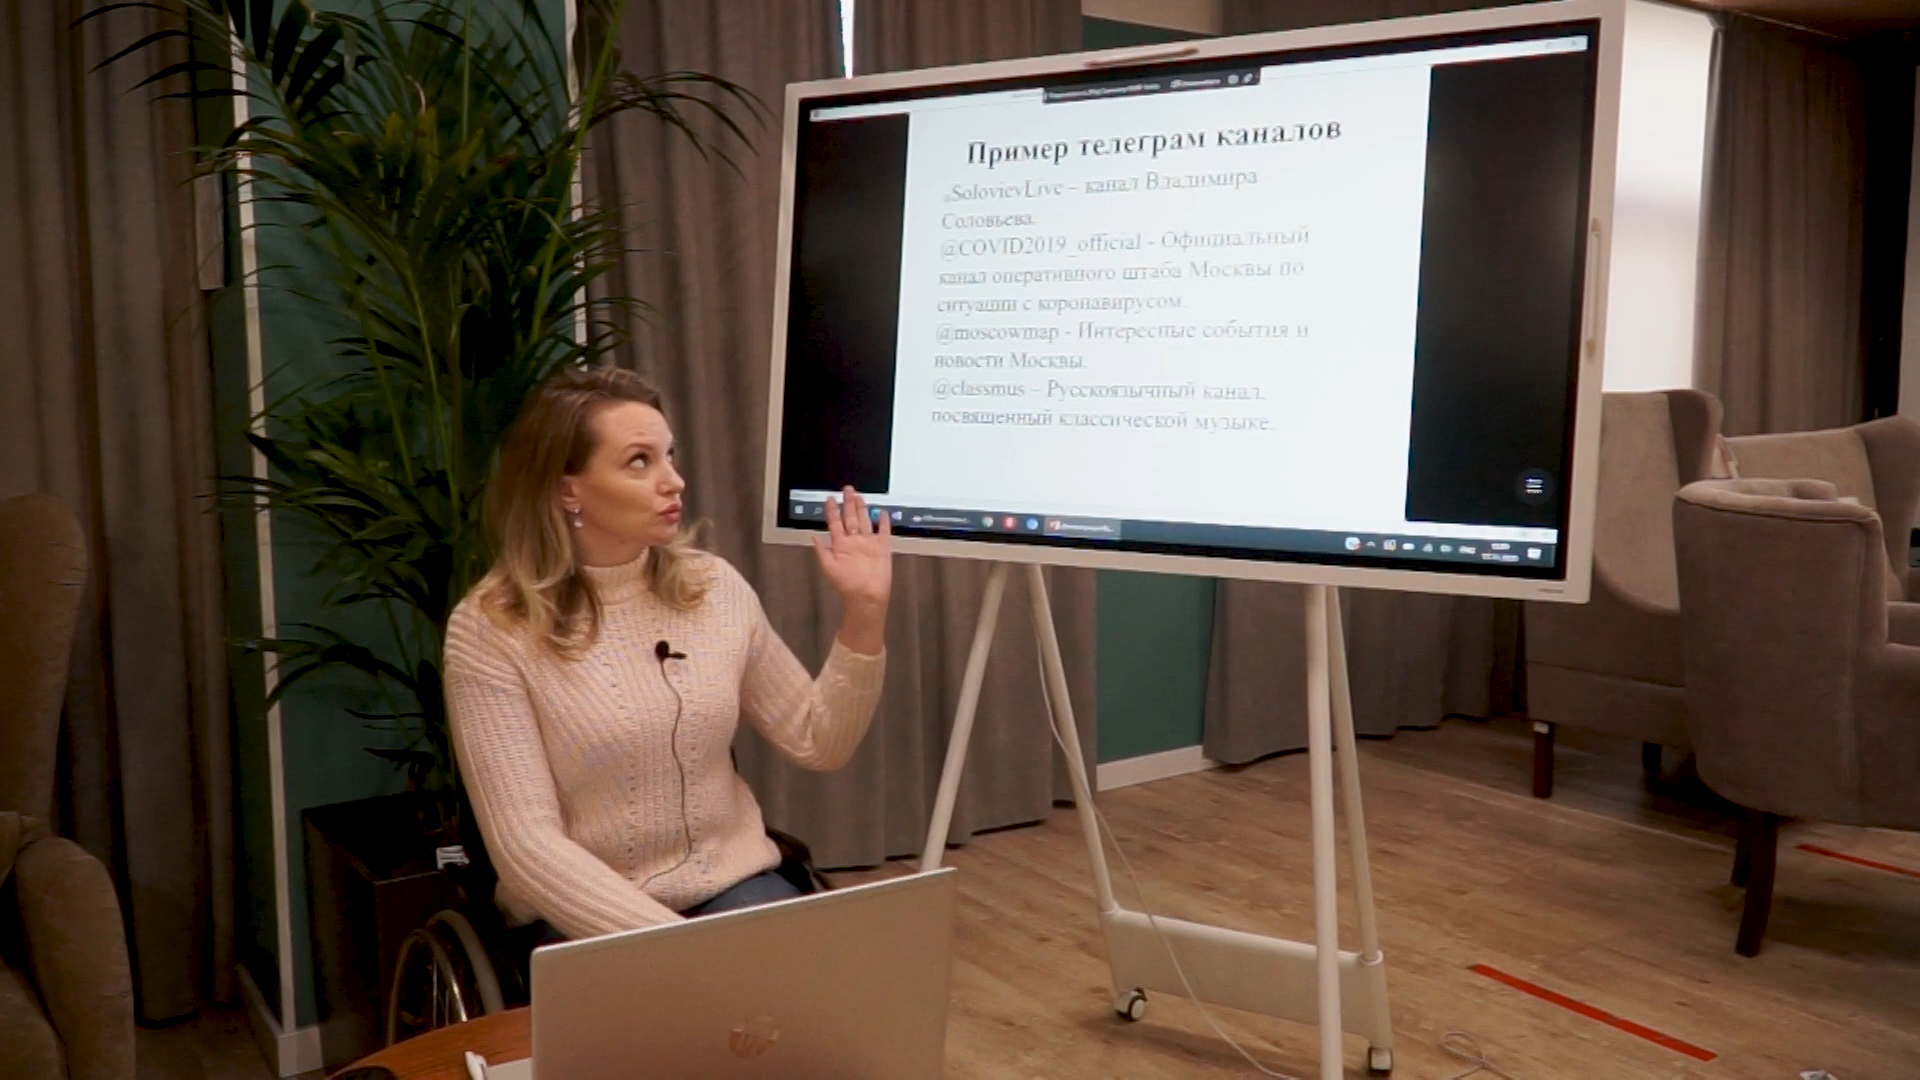 Пример телеграм каналов
SolovievLive – канал Владимира
Соловьева.
@COVID2019_official - Официальный
канал оперативного штаба Москвы по
ситуации с коронавирусом.
@moscowmap - Интересные события и
новости Москвы.
@classmus – Русскоязычный канал,
посвященный классической музыке.
hp